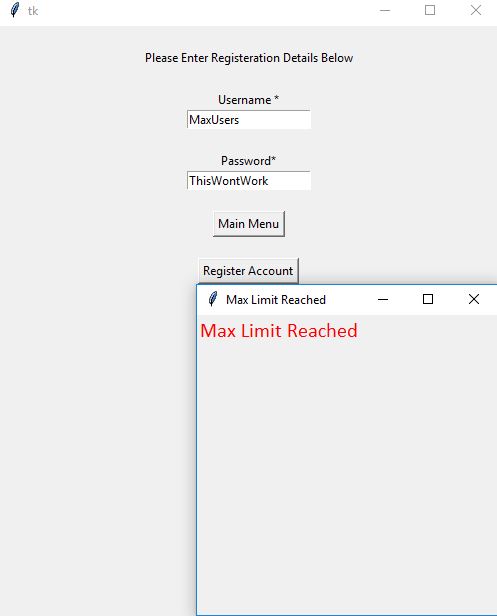 tk
Please Enter Registeration Details Below
Username *
MaxUsers
Password*
ThisWontWork
Main Menu
Register Account
Max Limit Reached
Max Limit Reached